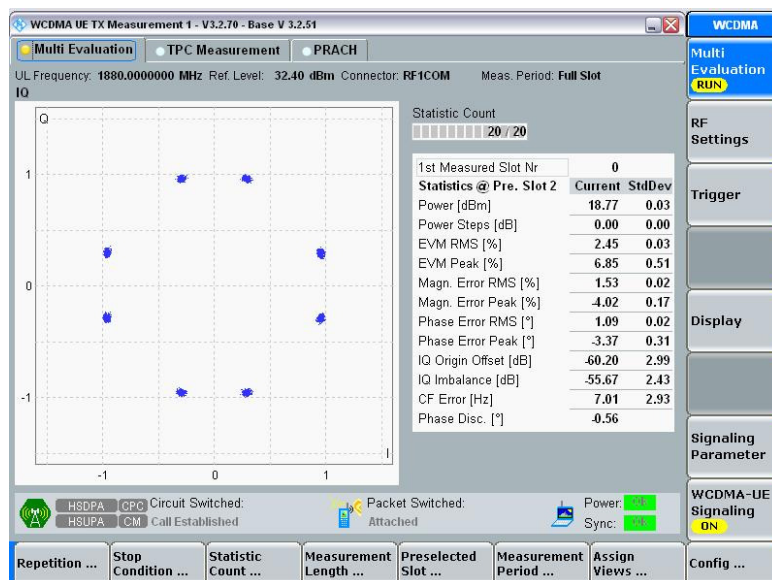 WCDMA UE TX Measurement 1 - V3.2.70 - Base V 3.2.51
WCDMA
Multi Evaluation
TPC Measurement
PRACH
Multi
Evaluation
RUN
UL Frequency: 1880.0000000 MHz Ref. Level: 32.40 dBm Connector: RF1COM Meas. Period: Full Slot
IQ
Q
1
0
-1
-1 0 1
I
Statistic Count
20 / 20
1st Measured Slot Nr 0
Statistics @ Pre. Slot 2 Current StdDev
Power [dBm] 18.77 0.03
Power Steps [dB] 0.00 0.00
EVM RMS [%] 2.45 0.03
EVM Peak [%] 6.85 0.51
Magn. Error RMS [%] 1.53 0.02
Magn. Error Peak [%] -4.02 0.17
Phase Error RMS [°] 1.09 0.02
Phase Error Peak [°] -3.37 0.31
IQ Origin Offset [dB] -60.20 2.99
IQ Imbalance [dB] -55.67 2.43
CF Error [Hz] 7.01 2.93
Phase Disc. [°] -0.56
RF
Settings
Trigger
Display
Signaling
Parameter
WCDMA-UE
Signaling
ON
HSDPA CPC Circuit Switched: Packet Switched: Power:
HSUPA CM Call Established Attached Sync:
Repetition ...
Stop
Condition ...
Statistic
Count ...
Measurement
Length ...
Preselected
Slot ...
Measurement
Period ...
Assign
Views ...
Config ...